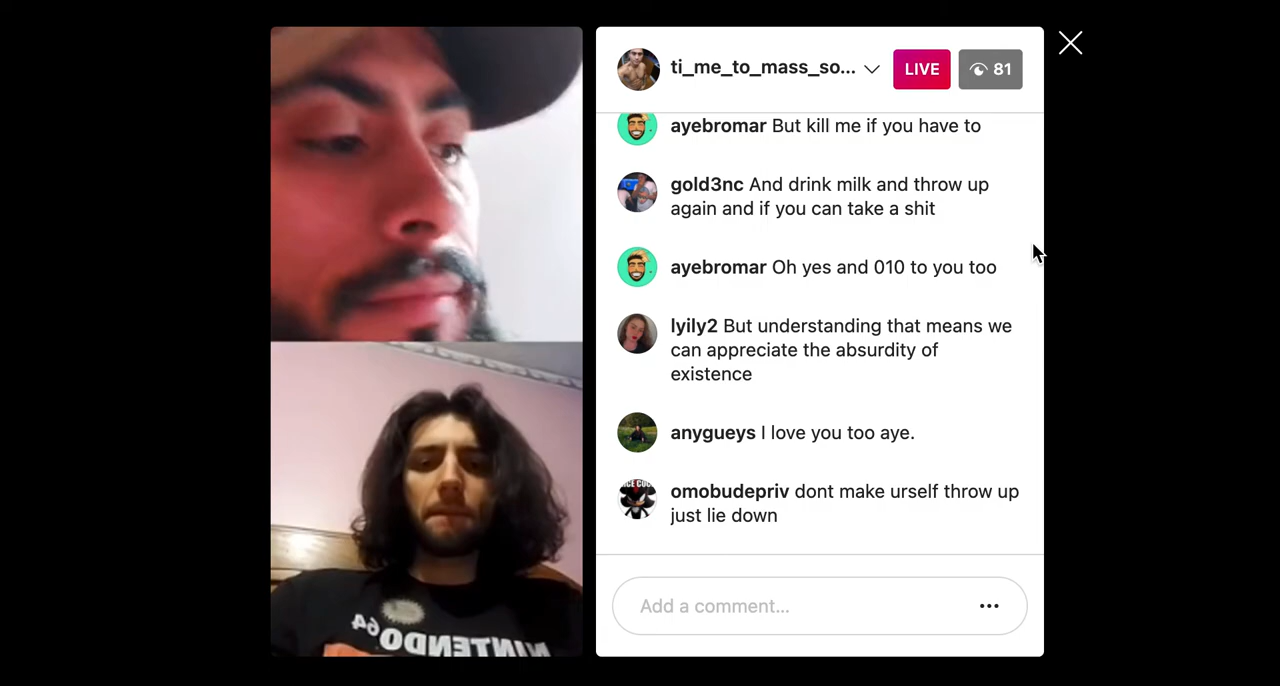 ti_me_to_mass_so...
LIVE
81
ayebromar But kill me if you have to
gold3nc And drink milk and throw up
again and if you can take a shit
ayebromar Oh yes and 010 to you too
lyily2 But understanding that means we
can appreciate the absurdity of
existence
anygueys I love you too aye.
omobudepriv dont make urself throw up
just lie down
Add a comment...
NINTENDO64